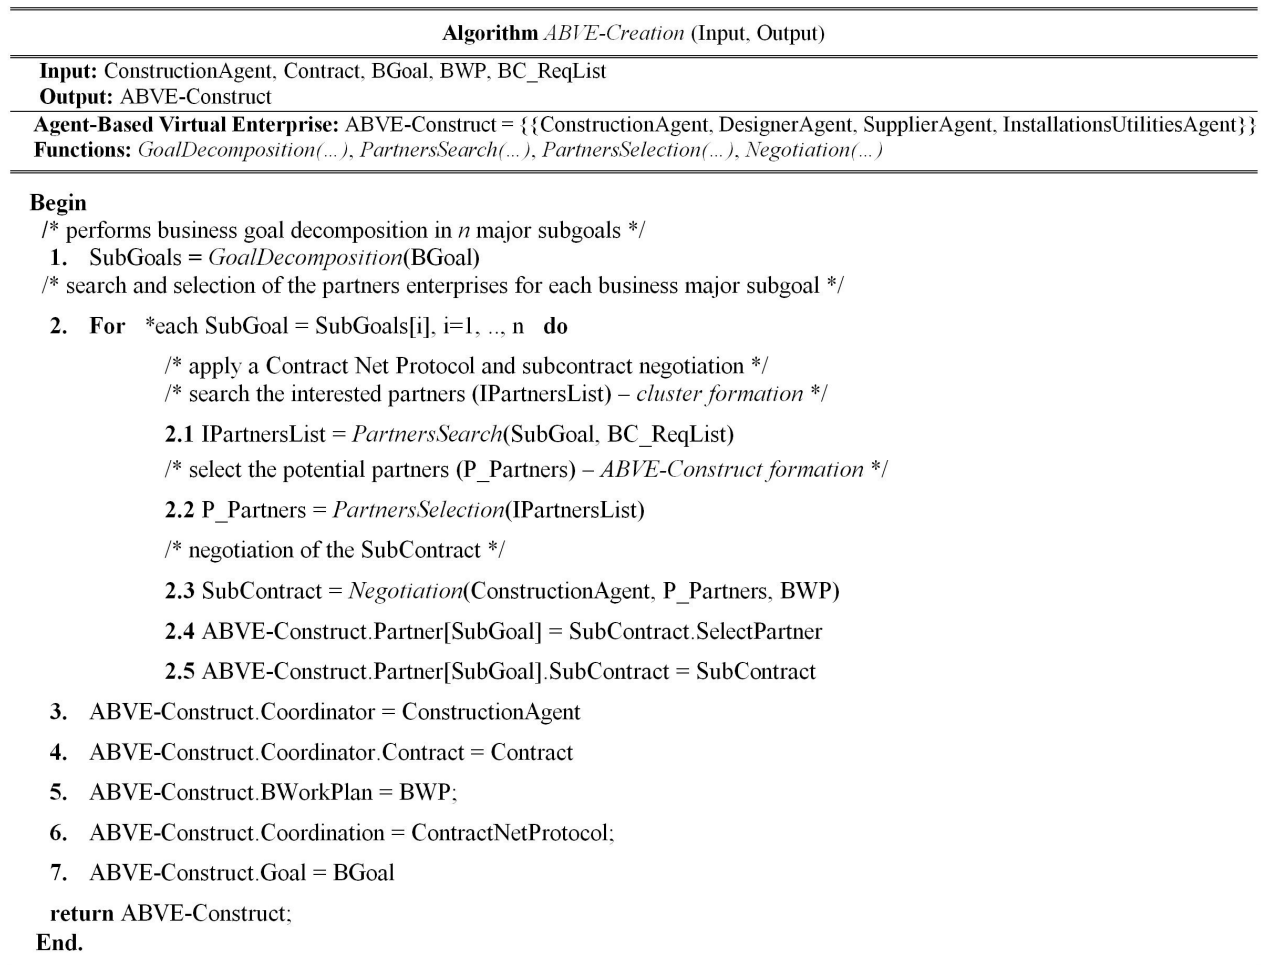 Algorithm ABVE-Creation (Input, Output)
Input: ConstructionAgent, Contract, BGoal, BWP, BC_ReqList
Output: ABVE-Construct
Agent-Based Virtual Enterprise: ABVE-Construct = {{ConstructionAgent, DesignerAgent, SupplierAgent, InstallationsUtilitiesAgent}}
Functions: GoalDecomposition(...), PartnersSearch(...), PartnersSelection(...), Negotiation(...)
Begin
/* performs business goal decomposition in n major subgoals */
1. SubGoals = GoalDecomposition(BGoal)
/* search and selection of the partners enterprises for each business major subgoal */
2. For *each SubGoal = SubGoals[i], i=1, .., n do
/* apply a Contract Net Protocol and subcontract negotiation */
/* search the interested partners (IPartnersList) – cluster formation */
2.1 IPartnersList = PartnersSearch(SubGoal, BC_ReqList)
/* select the potential partners (P_Partners) – ABVE-Construct formation */
2.2 P_Partners = PartnersSelection(IPartnersList)
/* negotiation of the SubContract */
2.3 SubContract = Negotiation(ConstructionAgent, P_Partners, BWP)
2.4 ABVE-Construct.Partner[SubGoal] = SubContract.SelectPartner
2.5 ABVE-Construct.Partner[SubGoal].SubContract = SubContract
3. ABVE-Construct.Coordinator = ConstructionAgent
4. ABVE-Construct.Coordinator.Contract = Contract
5. ABVE-Construct.BWorkPlan = BWP;
6. ABVE-Construct.Coordination = ContractNetProtocol;
7. ABVE-Construct.Goal = BGoal
return ABVE-Construct;
End.